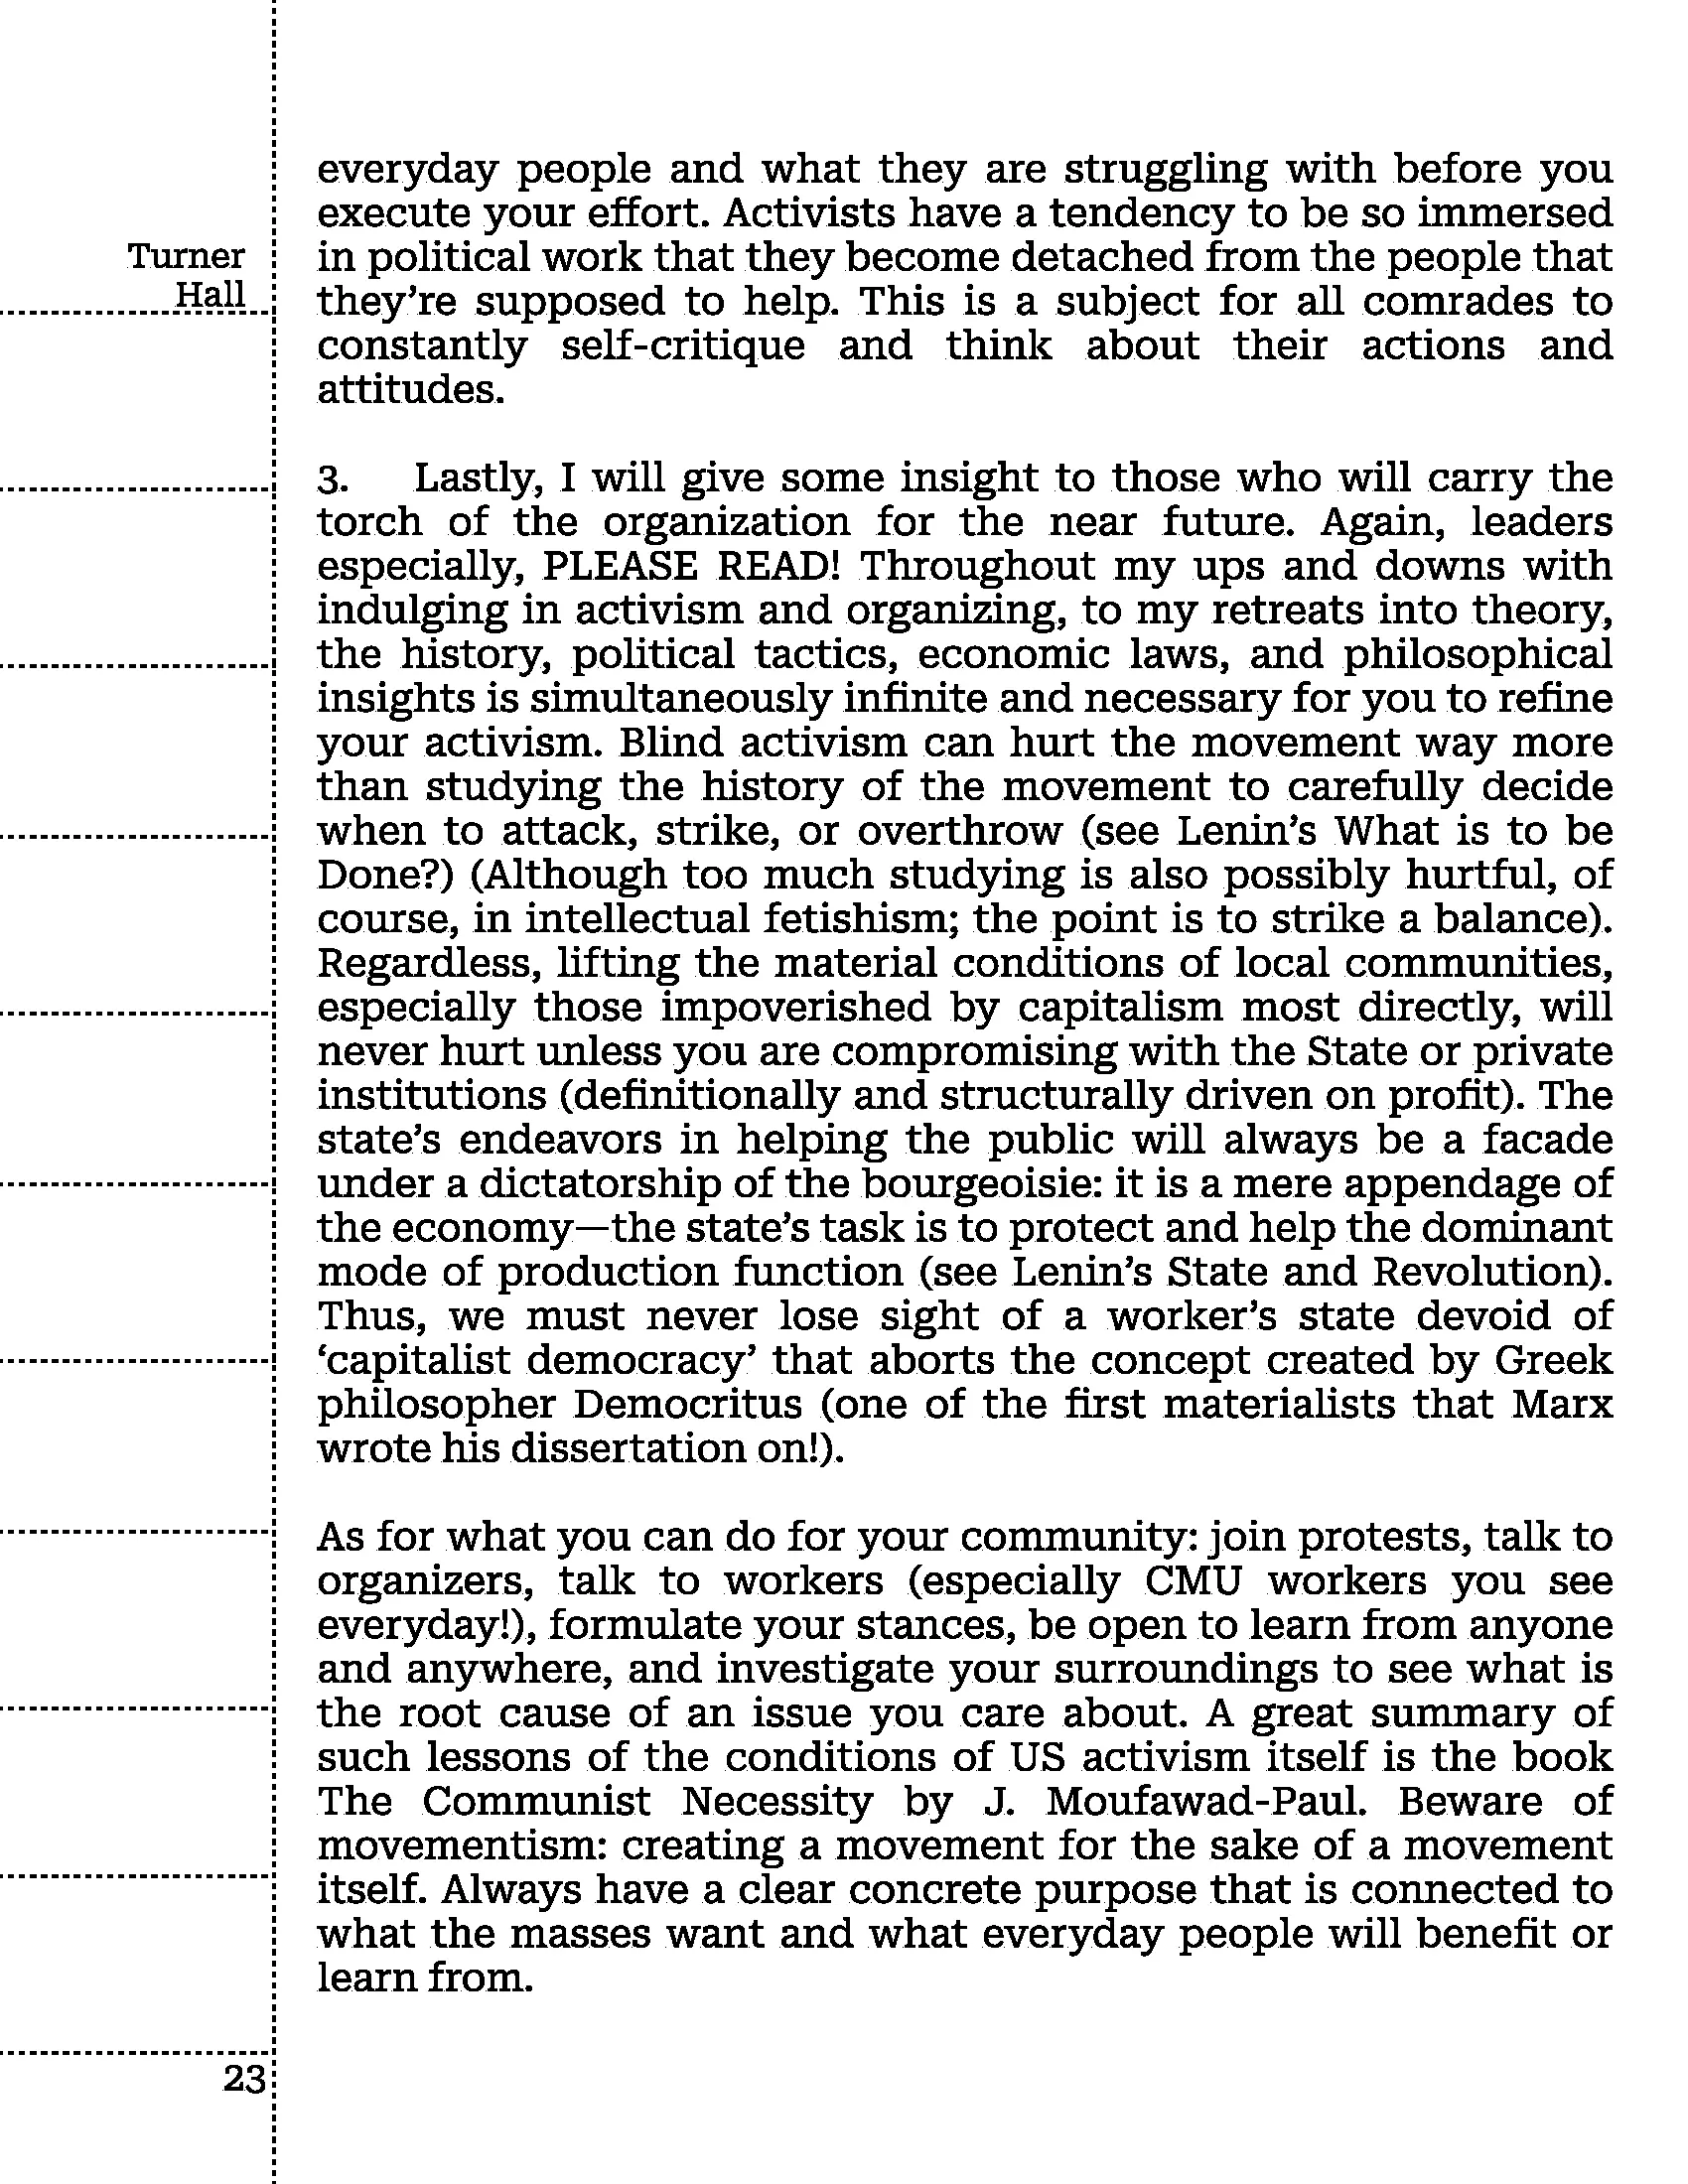 Turner
Hall
everyday people and what they are struggling with before you
execute your effort. Activists have a tendency to be so immersed
in political work that they become detached from the people that
they’re supposed to help. This is a subject for all comrades to
constantly self-critique and think about their actions and
attitudes.
3. Lastly, I will give some insight to those who will carry the
torch of the organization for the near future. Again, leaders
especially, PLEASE READ! Throughout my ups and downs with
indulging in activism and organizing, to my retreats into theory,
the history, political tactics, economic laws, and philosophical
insights is simultaneously infinite and necessary for you to refine
your activism. Blind activism can hurt the movement way more
than studying the history of the movement to carefully decide
when to attack, strike, or overthrow (see Lenin’s What is to be
Done?) (Although too much studying is also possibly hurtful, of
course, in intellectual fetishism; the point is to strike a balance).
Regardless, lifting the material conditions of local communities,
especially those impoverished by capitalism most directly, will
never hurt unless you are compromising with the State or private
institutions (definitionally and structurally driven on profit). The
state’s endeavors in helping the public will always be a facade
under a dictatorship of the bourgeoisie: it is a mere appendage of
the economy—the state’s task is to protect and help the dominant
mode of production function (see Lenin’s State and Revolution).
Thus, we must never lose sight of a worker’s state devoid of
‘capitalist democracy’ that aborts the concept created by Greek
philosopher Democritus (one of the first materialists that Marx
wrote his dissertation on!).
As for what you can do for your community: join protests, talk to
organizers, talk to workers (especially CMU workers you see
everyday!), formulate your stances, be open to learn from anyone
and anywhere, and investigate your surroundings to see what is
the root cause of an issue you care about. A great summary of
such lessons of the conditions of US activism itself is the book
The Communist Necessity by J. Moufawad-Paul. Beware of
movementism: creating a movement for the sake of a movement
itself. Always have a clear concrete purpose that is connected to
what the masses want and what everyday people will benefit or
learn from.
23